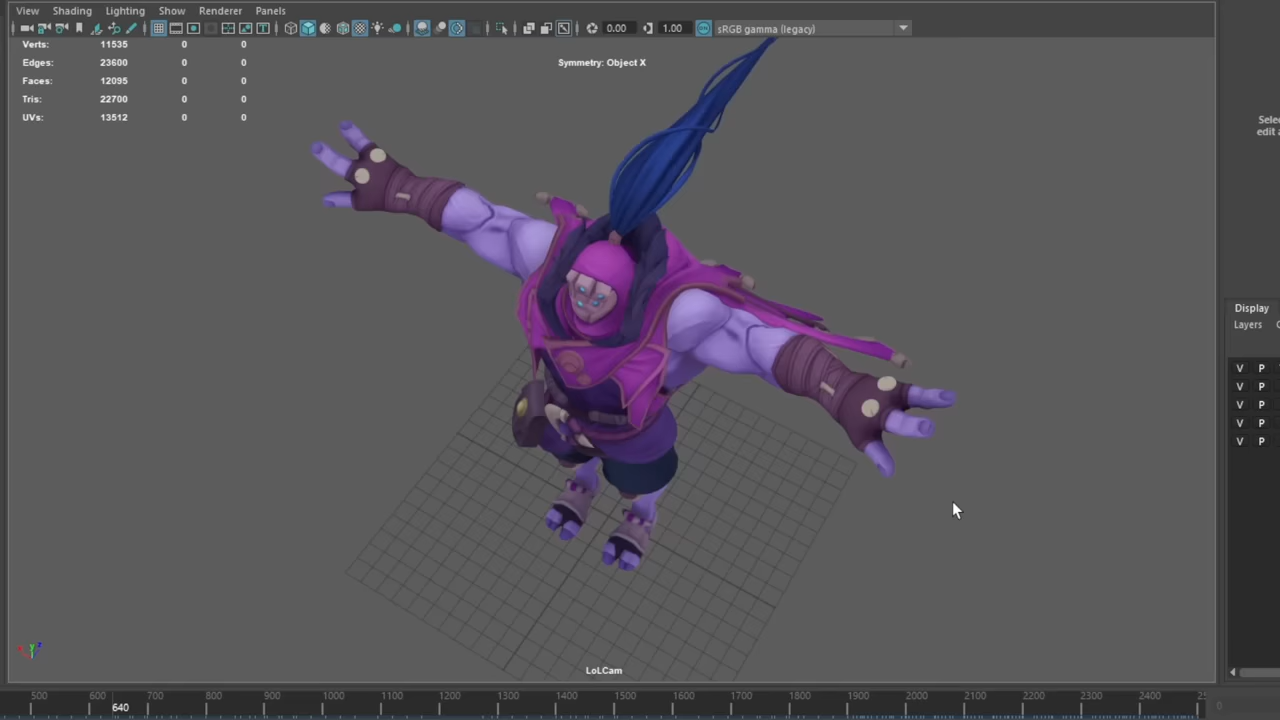 View Shading Lighting Show Renderer Panels
0.00 1.00 sRGB gamma (legacy)
Verts: 11535 0 0
Edges: 23600 0 0
Faces: 12095 0 0
Tris: 22700 0 0
UVs: 13512 0 0
Symmetry: Object X
Selec
edit a
Display
Layers
V P
V P
V P
V P
V P
LoLCam
500 600 700 800 900 1000 1100 1200 1300 1400 1500 1600 1700 1800 1900 2000 2100 2200 2300 2400
640
0